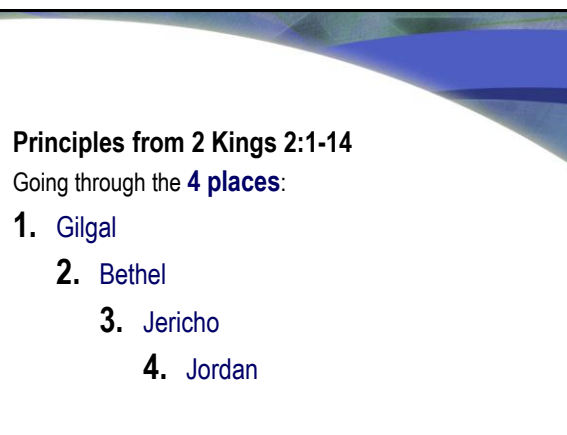 Principles from 2 Kings 2:1-14
Going through the 4 places:
1. Gilgal
2. Bethel
3. Jericho
4. Jordan